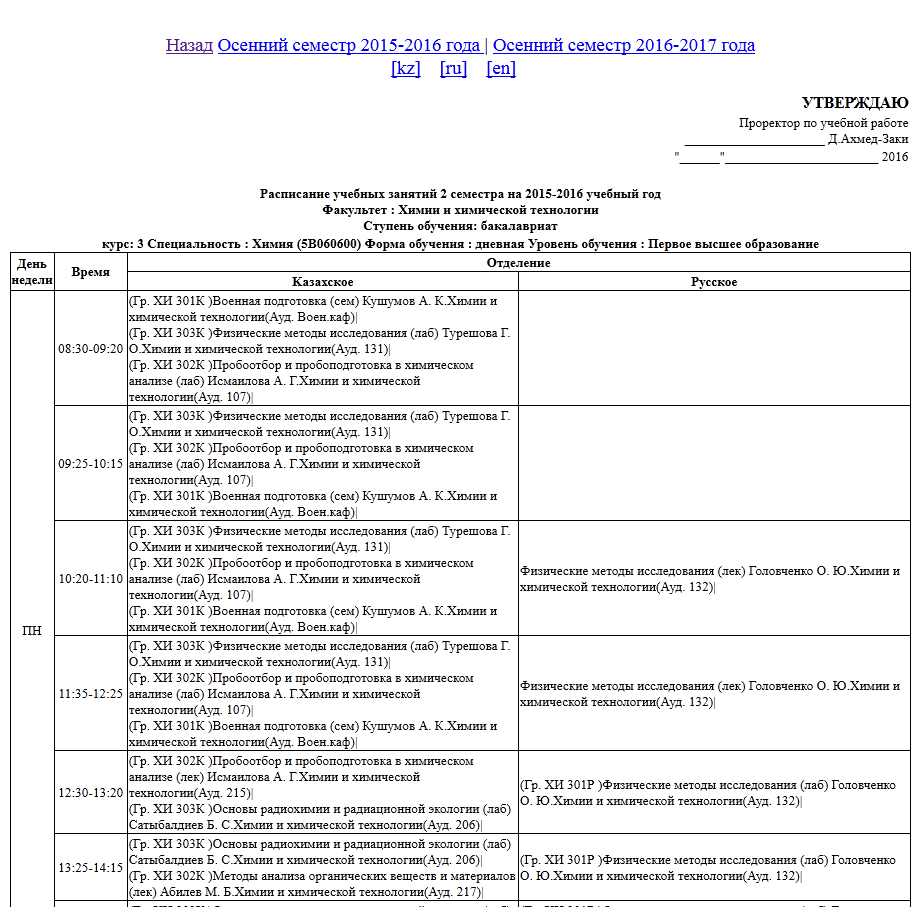 Назад Осенний семестр 2015-2016 года | Осенний семестр 2016-2017 года
[kz] [ru] [en]
УТВЕРЖДАЮ
Проректор по учебной работе
_____________________ Д.Ахмед-Заки
"______"_______________________ 2016
Расписание учебных занятий 2 семестра на 2015-2016 учебный год
Факультет : Химии и химической технологии
Ступень обучения: бакалавриат
курс: 3 Специальность : Химия (5B060600) Форма обучения : дневная Уровень обучения : Первое высшее образование
День
недели
Время
Отделение
Казахское
Русское
ПН
08:30-09:20
(Гр. ХИ 301К )Военная подготовка (сем) Кушумов А. К.Химии и
химической технологии(Ауд. Воен.каф)|
(Гр. ХИ 303К )Физические методы исследования (лаб) Турешова Г.
О.Химии и химической технологии(Ауд. 131)|
(Гр. ХИ 302К )Пробоотбор и пробоподготовка в химическом
анализе (лаб) Исмаилова А. Г.Химии и химической
технологии(Ауд. 107)|
09:25-10:15
(Гр. ХИ 303К )Физические методы исследования (лаб) Турешова Г.
О.Химии и химической технологии(Ауд. 131)|
(Гр. ХИ 302К )Пробоотбор и пробоподготовка в химическом
анализе (лаб) Исмаилова А. Г.Химии и химической
технологии(Ауд. 107)|
(Гр. ХИ 301К )Военная подготовка (сем) Кушумов А. К.Химии и
химической технологии(Ауд. Воен.каф)|
10:20-11:10
(Гр. ХИ 303К )Физические методы исследования (лаб) Турешова Г.
О.Химии и химической технологии(Ауд. 131)|
(Гр. ХИ 302К )Пробоотбор и пробоподготовка в химическом
анализе (лаб) Исмаилова А. Г.Химии и химической
технологии(Ауд. 107)|
(Гр. ХИ 301К )Военная подготовка (сем) Кушумов А. К.Химии и
химической технологии(Ауд. Воен.каф)|
Физические методы исследования (лек) Головченко О. Ю.Химии и
химической технологии(Ауд. 132)|
11:35-12:25
(Гр. ХИ 303К )Физические методы исследования (лаб) Турешова Г.
О.Химии и химической технологии(Ауд. 131)|
(Гр. ХИ 302К )Пробоотбор и пробоподготовка в химическом
анализе (лаб) Исмаилова А. Г.Химии и химической
технологии(Ауд. 107)|
(Гр. ХИ 301К )Военная подготовка (сем) Кушумов А. К.Химии и
химической технологии(Ауд. Воен.каф)|
Физические методы исследования (лек) Головченко О. Ю.Химии и
химической технологии(Ауд. 132)|
12:30-13:20
(Гр. ХИ 302К )Пробоотбор и пробоподготовка в химическом
анализе (лек) Исмаилова А. Г.Химии и химической
технологии(Ауд. 215)|
(Гр. ХИ 303К )Основы радиохимии и радиационной экологии (лаб)
Сатыбалдиев Б. С.Химии и химической технологии(Ауд. 206)|
(Гр. ХИ 301Р )Физические методы исследования (лаб) Головченко
О. Ю.Химии и химической технологии(Ауд. 132)|
13:25-14:15
(Гр. ХИ 303К )Основы радиохимии и радиационной экологии (лаб)
Сатыбалдиев Б. С.Химии и химической технологии(Ауд. 206)|
(Гр. ХИ 302К )Методы анализа органических веществ и материалов
(лек) Абилев М. Б.Химии и химической технологии(Ауд. 217)|
(Гр. ХИ 301Р )Физические методы исследования (лаб) Головченко
О. Ю.Химии и химической технологии(Ауд. 132)|